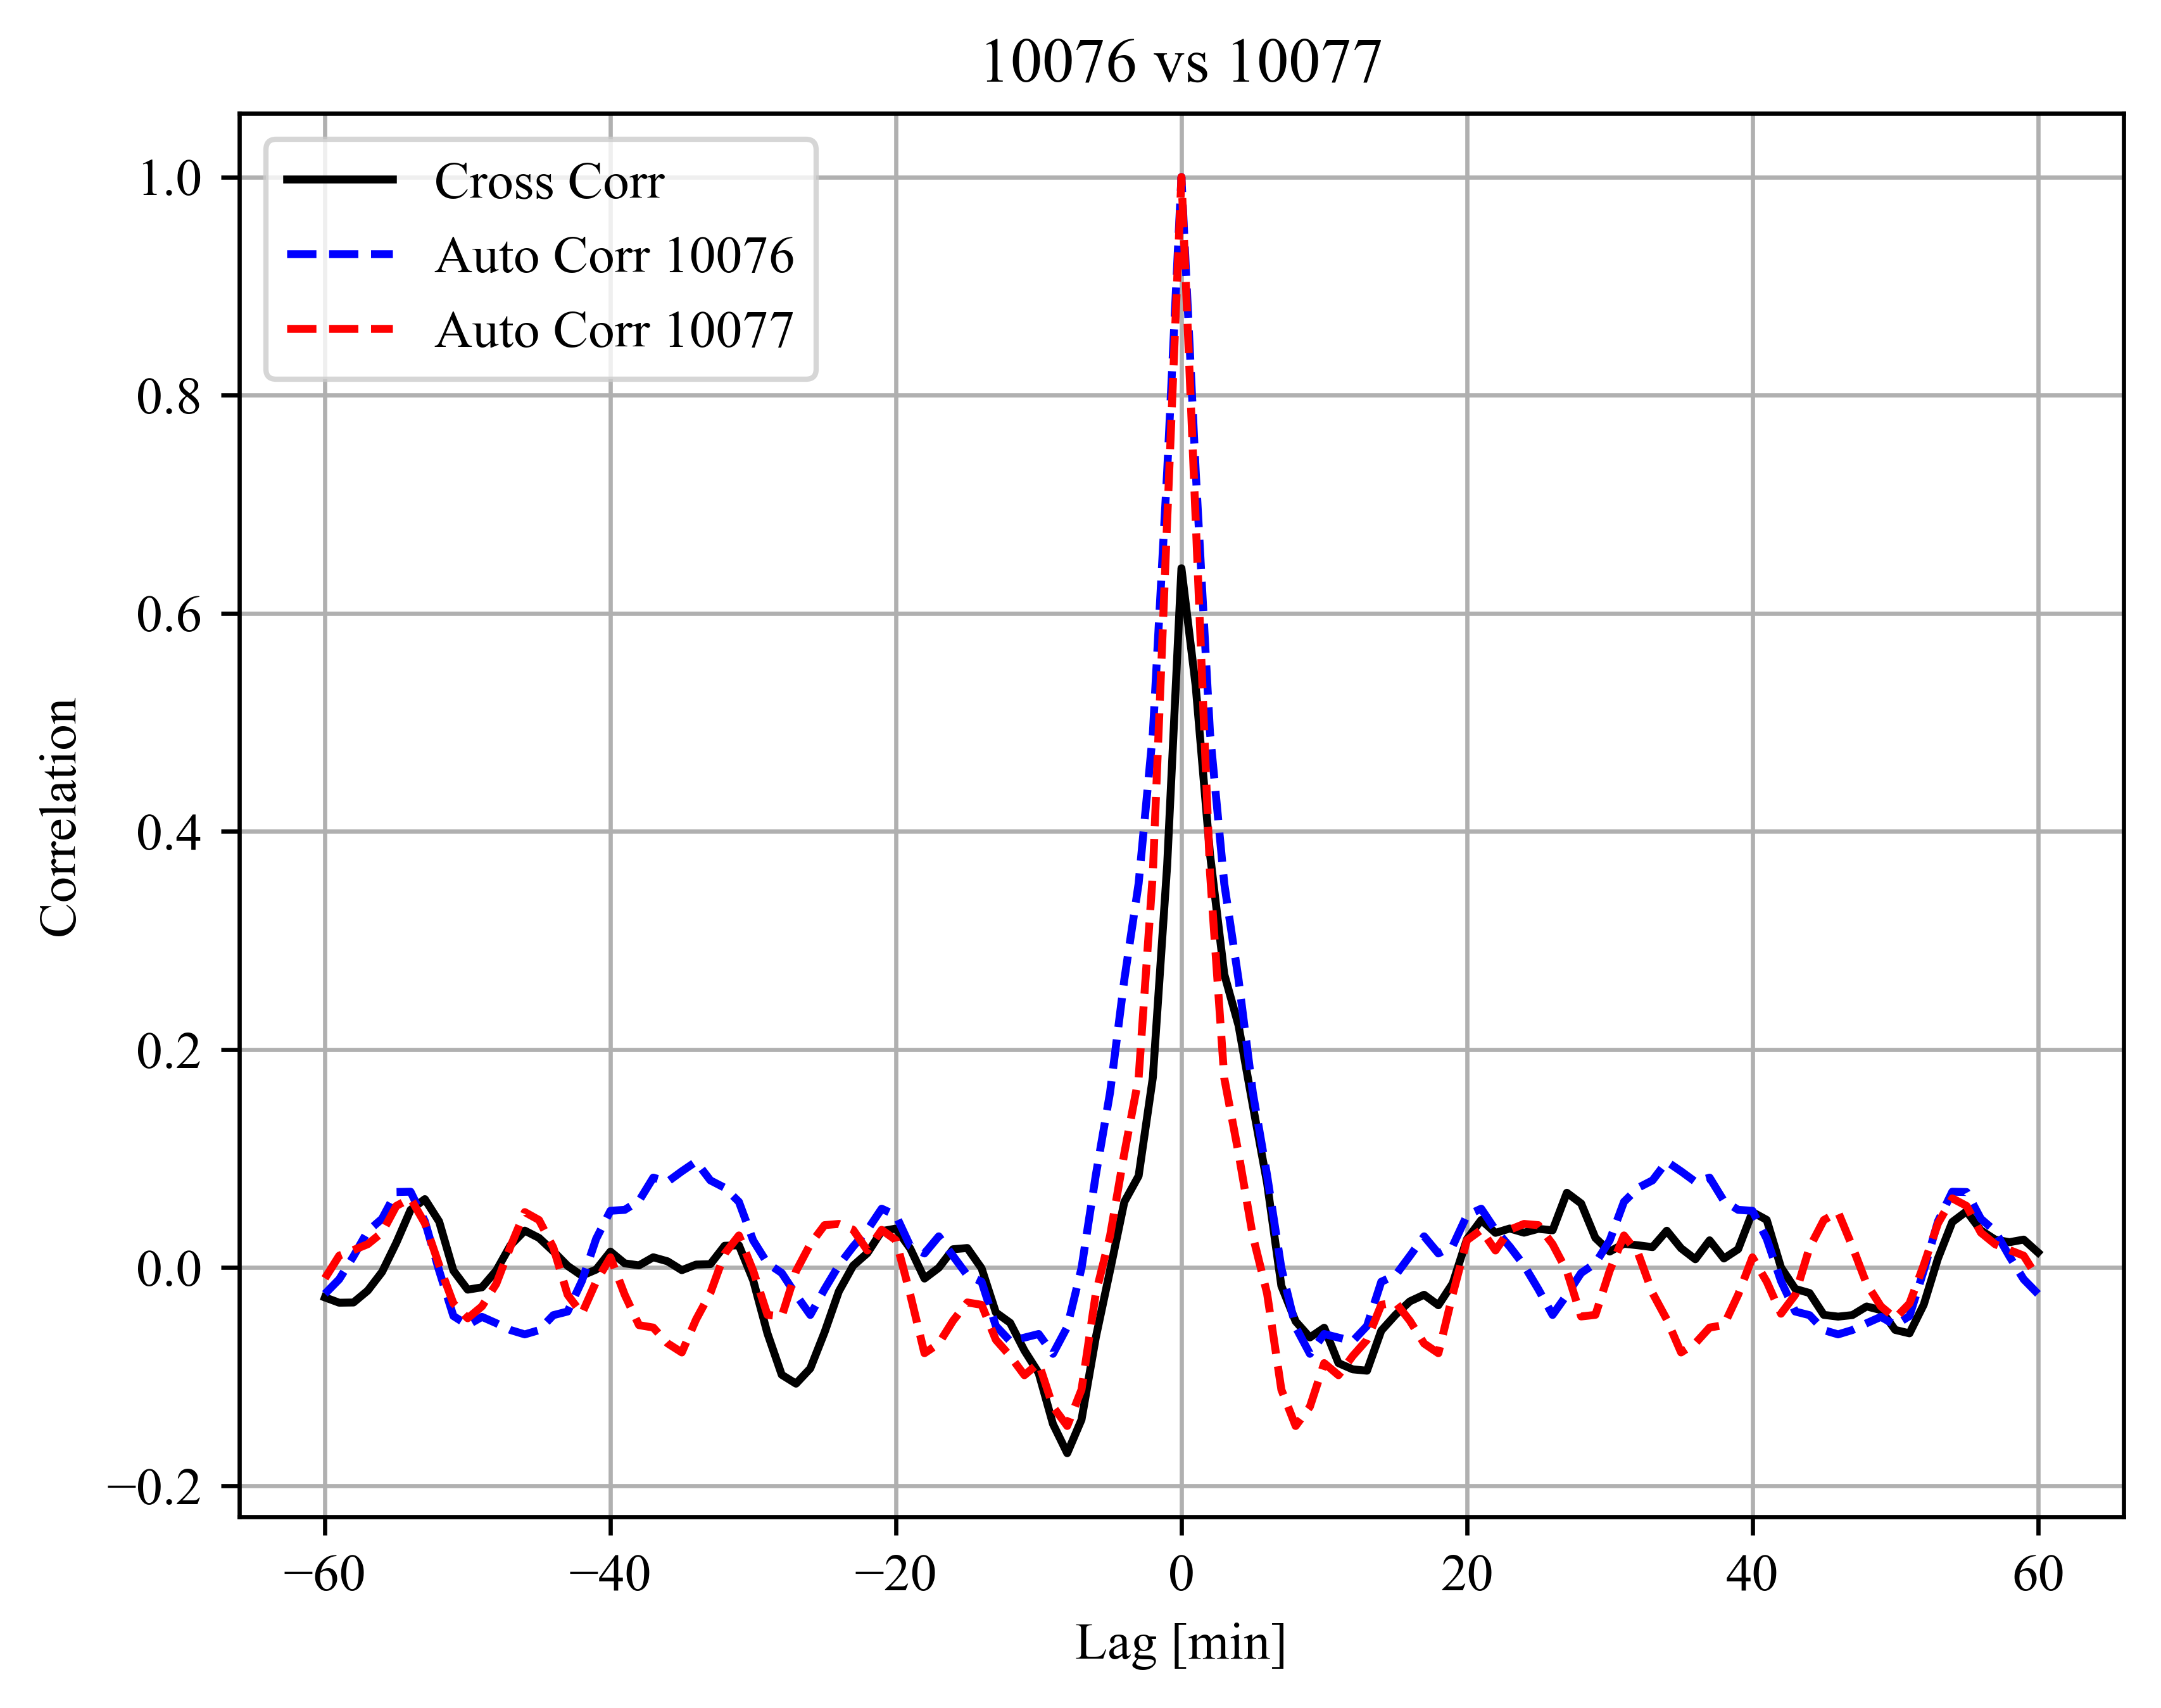 10076 vs 10077
Cross Corr
Auto Corr 10076
Auto Corr 10077
1.0
0.8
0.6
0.4
0.2
0.0
−0.2
Correlation
−60 −40 −20 0 20 40 60
Lag [min]